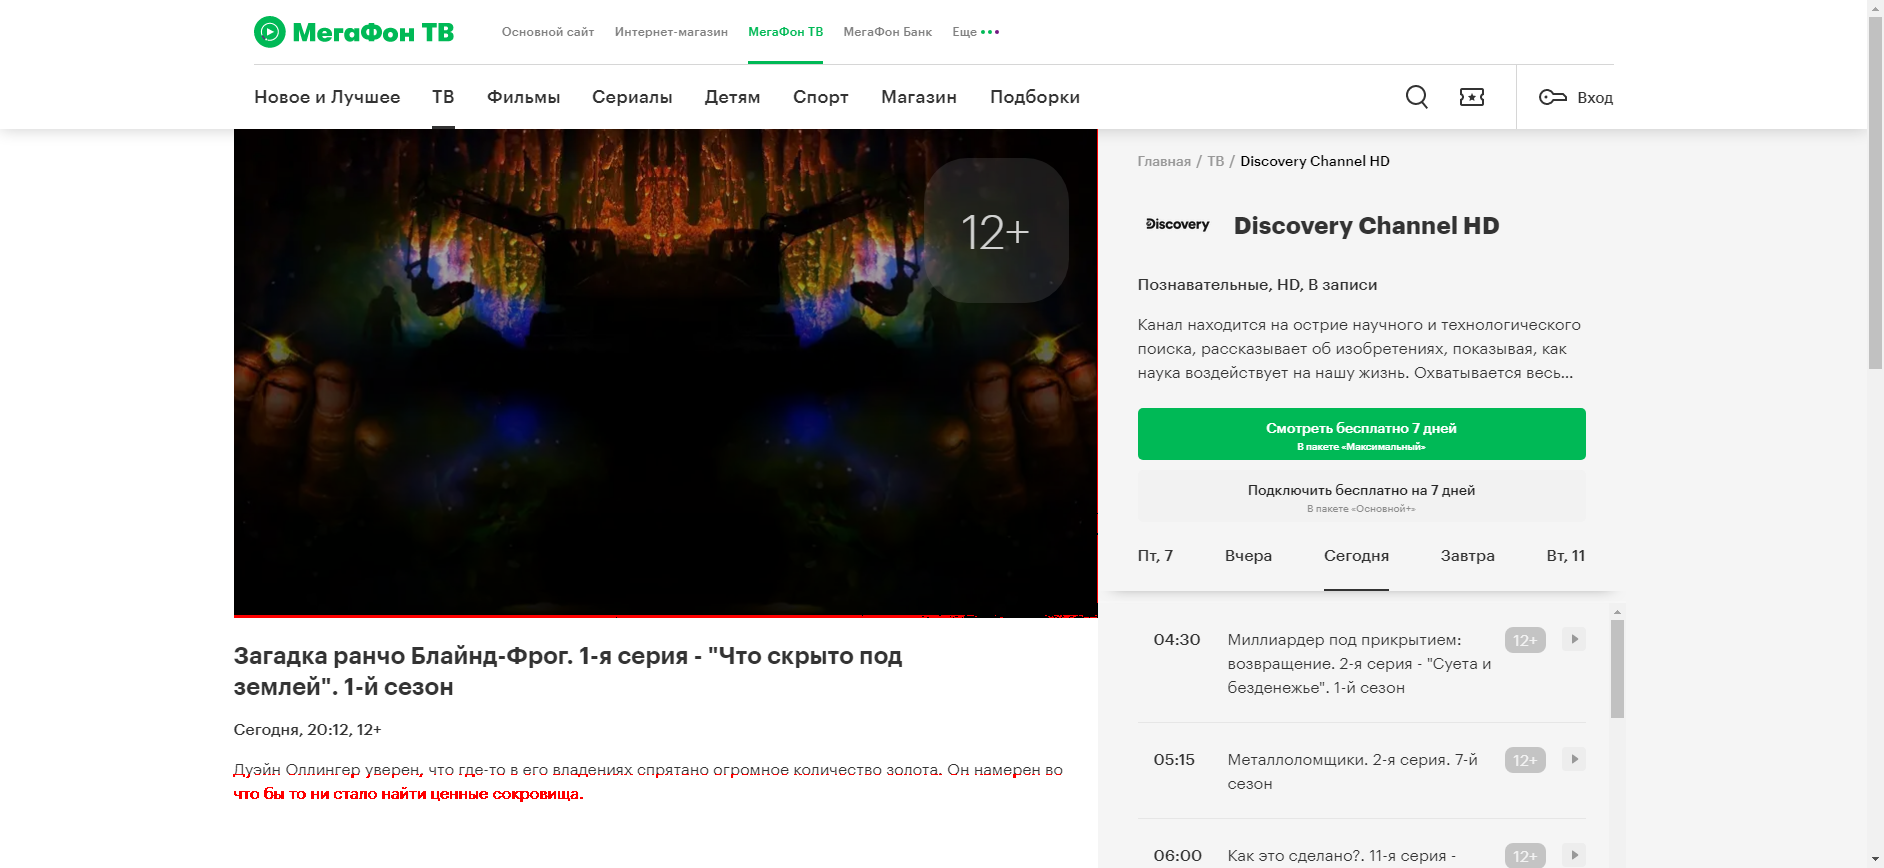 МегаФон ТВ
Основной сайт
Интернет-магазин
МегаФон ТВ
МегаФон Банк
Еще
Новое и Лучшее
ТВ
Фильмы
Сериалы
Детям
Спорт
Магазин
Подборки
Вход
12+
Загадка ранчо Блайнд-Фрог. 1-я серия - "Что скрыто под
землей". 1-й сезон
Сегодня, 20:12, 12+
Дуэйн Оллингер уверен, что где-то в его владениях спрятано огромное количество золота. Он намерен во
что бы то ни стало найти ценные сокровища.
Главная / ТВ / Discovery Channel HD
Discovery
Discovery Channel HD
Познавательные, HD, В записи
Канал находится на острие научного и технологического
поиска, рассказывает об изобретениях, показывая, как
наука воздействует на нашу жизнь. Охватывается весь...
Смотреть бесплатно 7 дней
В пакете «Максимальный»
Подключить бесплатно на 7 дней
В пакете «Основной+»
Пт, 7
Вчера
Сегодня
Завтра
Вт, 11
04:30
Миллиардер под прикрытием:
возвращение. 2-я серия - "Суета и
безденежье". 1-й сезон
12+
05:15
Металлоломщики. 2-я серия. 7-й
сезон
12+
06:00
Как это сделано?. 11-я серия -
12+